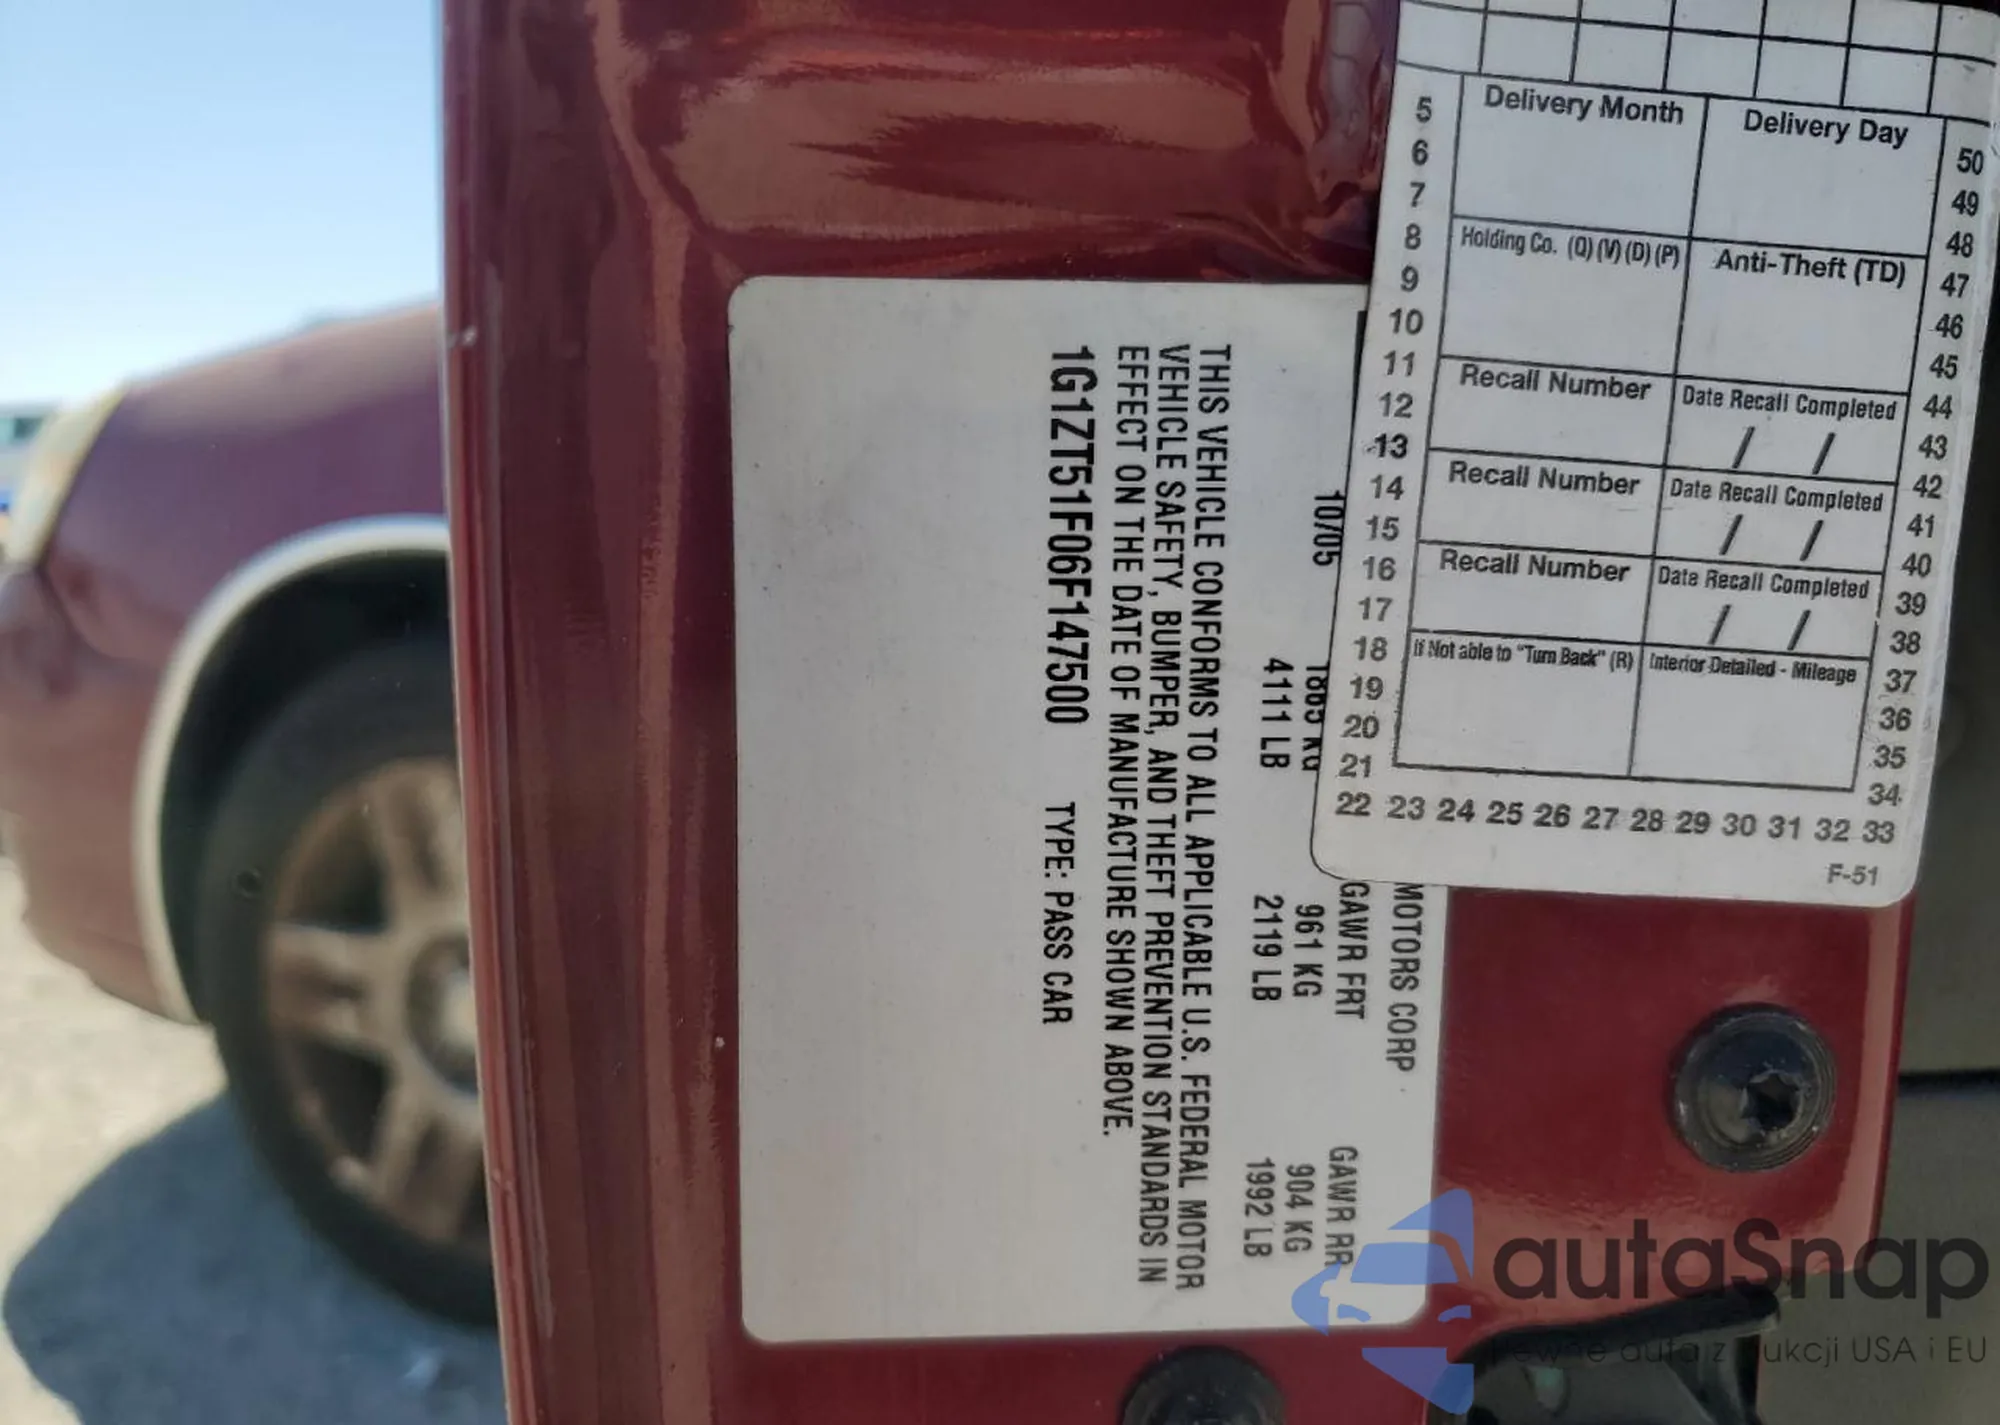 MOTORS CORP
10/05
GAWR FRT
GAWR RR
KG
961 KG
904 KG
4111 LB
2119 LB
1992 LB
THIS VEHICLE CONFORMS TO ALL APPLICABLE U.S. FEDERAL MOTOR
VEHICLE SAFETY, BUMPER, AND THEFT PREVENTION STANDARDS IN
EFFECT ON THE DATE OF MANUFACTURE SHOWN ABOVE.
1G1ZT51F06F147500 TYPE: PASS CAR
Delivery Month Delivery Day
Holding Co. (Q) (V) (D) (P) Anti-Theft (TD)
Recall Number Date Recall Completed
/ /
Recall Number Date Recall Completed
/ /
Recall Number Date Recall Completed
/ /
If Not able to "Turn Back" (R) Interior Detailed - Mileage
5
6
7
8
9
10
11
12
13
14
15
16
17
18
19
20
21
22 23 24 25 26 27 28 29 30 31 32 33
34
35
36
37
38
39
40
41
42
43
44
45
46
47
48
49
50
F-51
autaSnap
auta z ukcji USA i EU